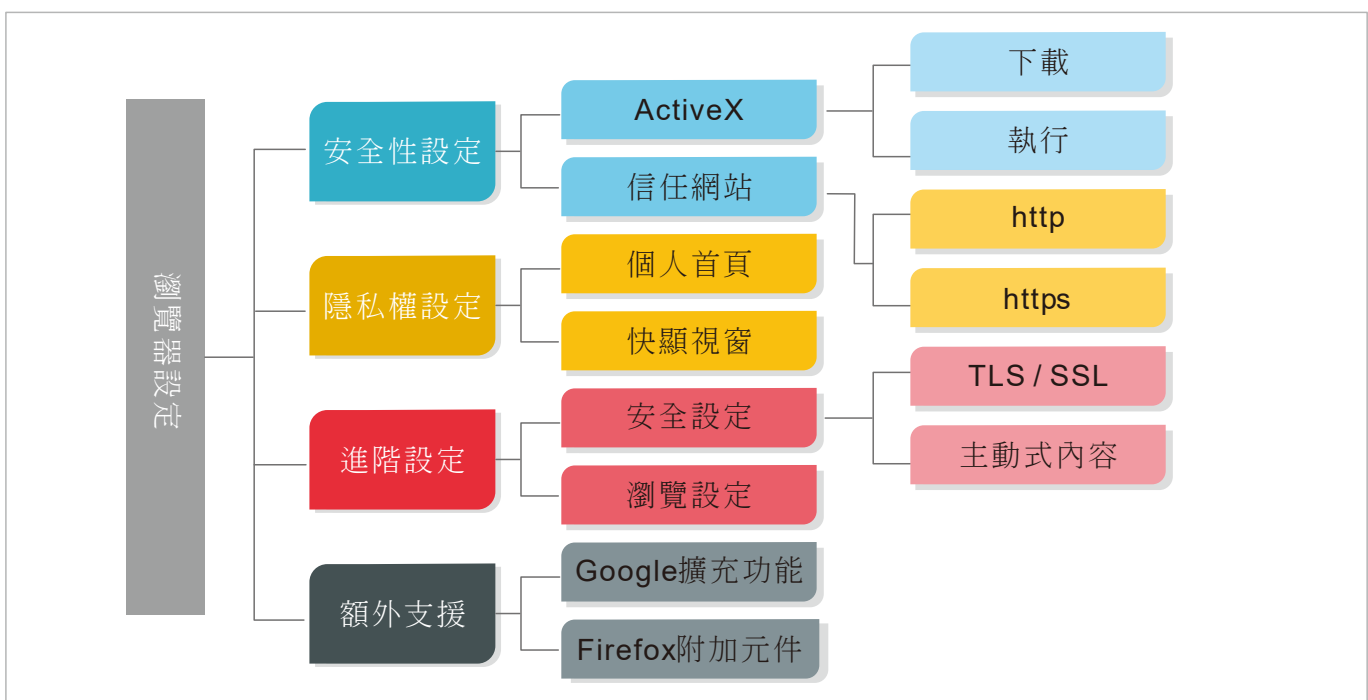 瀏覽器設定
安全性設定
ActiveX
下載
執行
信任網站
http
https
隱私權設定
個人首頁
快顯視窗
進階設定
安全設定
TLS / SSL
主動式內容
瀏覽設定
額外支援
Google擴充功能
Firefox附加元件